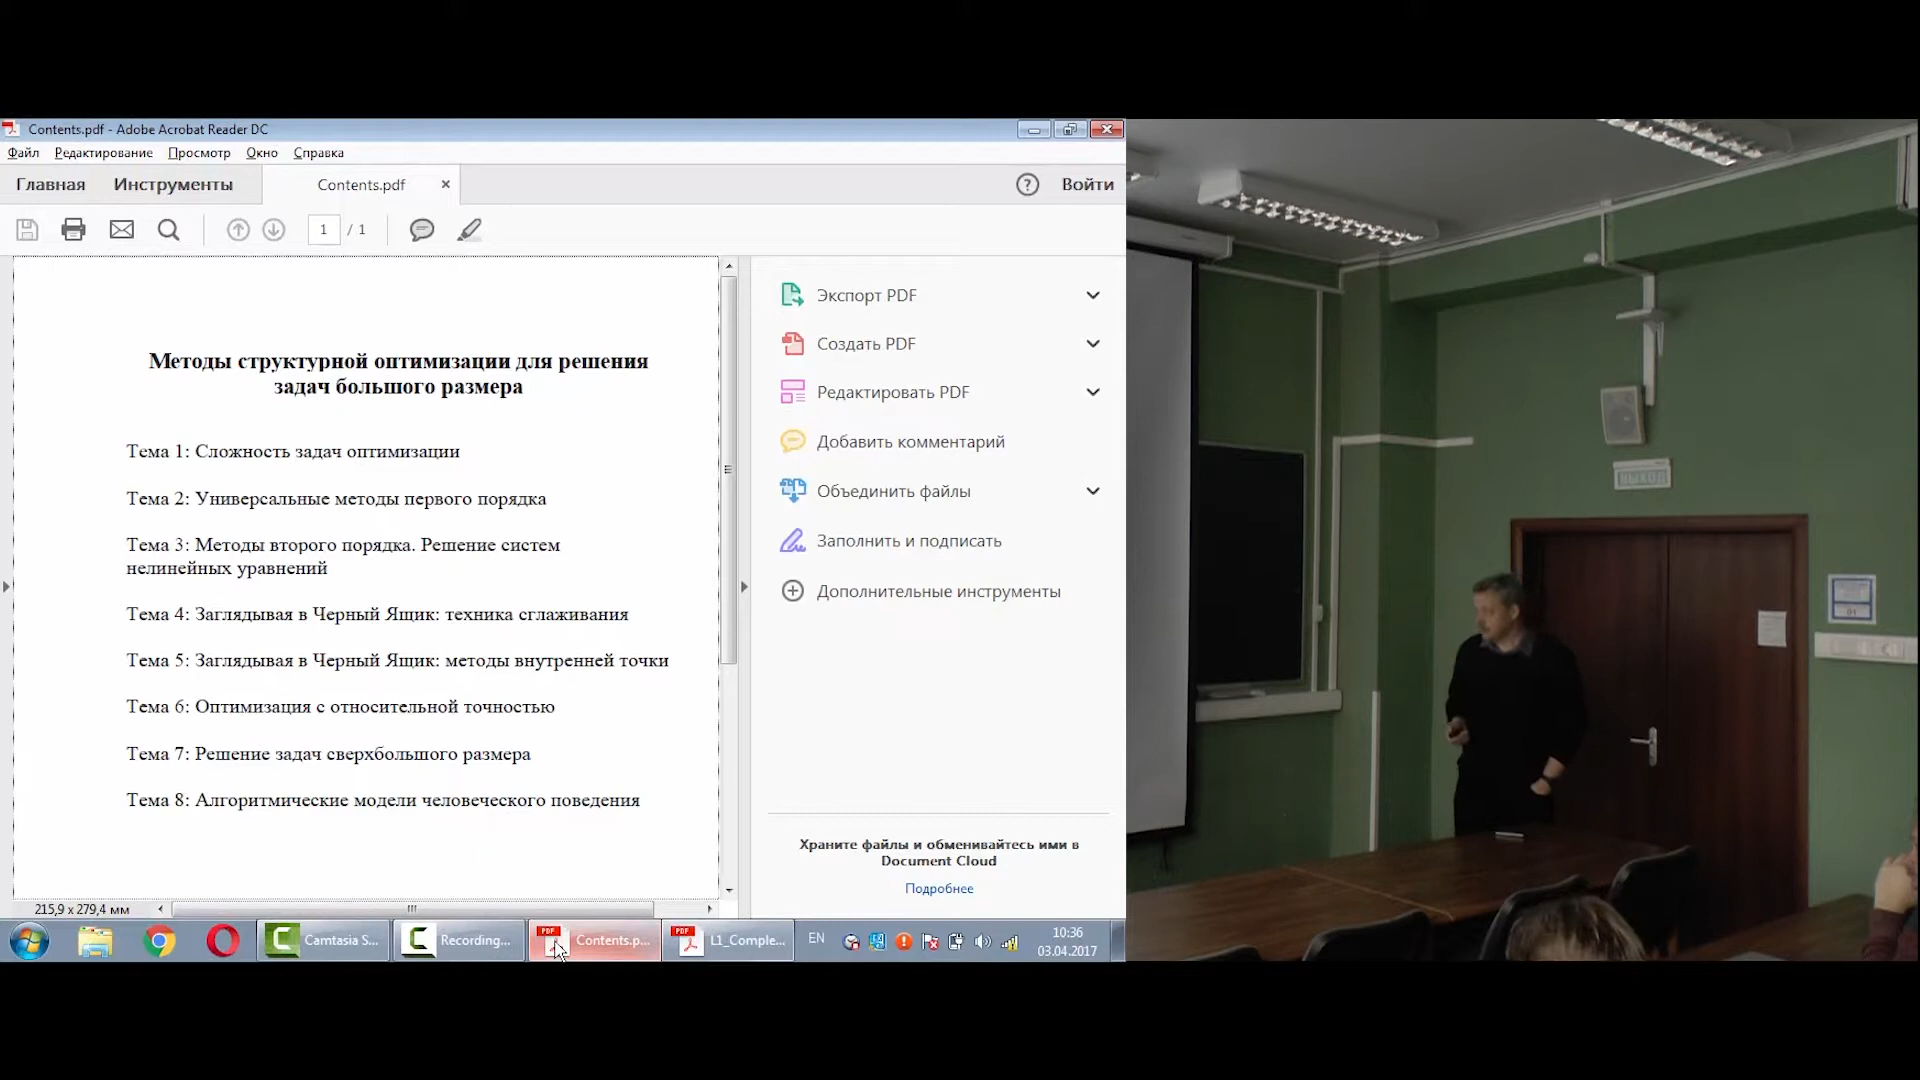 Contents.pdf - Adobe Acrobat Reader DC
Файл Редактирование Просмотр Окно Справка
Главная Инструменты Contents.pdf × ? Войти
1 / 1
Методы структурной оптимизации для решения
задач большого размера
Тема 1: Сложность задач оптимизации
Тема 2: Универсальные методы первого порядка
Тема 3: Методы второго порядка. Решение систем
нелинейных уравнений
Тема 4: Заглядывая в Черный Ящик: техника сглаживания
Тема 5: Заглядывая в Черный Ящик: методы внутренней точки
Тема 6: Оптимизация с относительной точностью
Тема 7: Решение задач сверхбольшого размера
Тема 8: Алгоритмические модели человеческого поведения
Экспорт PDF
Создать PDF
Редактировать PDF
Добавить комментарий
Объединить файлы
Заполнить и подписать
Дополнительные инструменты
Храните файлы и обменивайтесь ими в
Document Cloud
Подробнее
215,9 x 279,4 мм
Camtasia S... Recording... Contents.p... L1_Comple... EN 10:36
03.04.2017
ВЫХОД